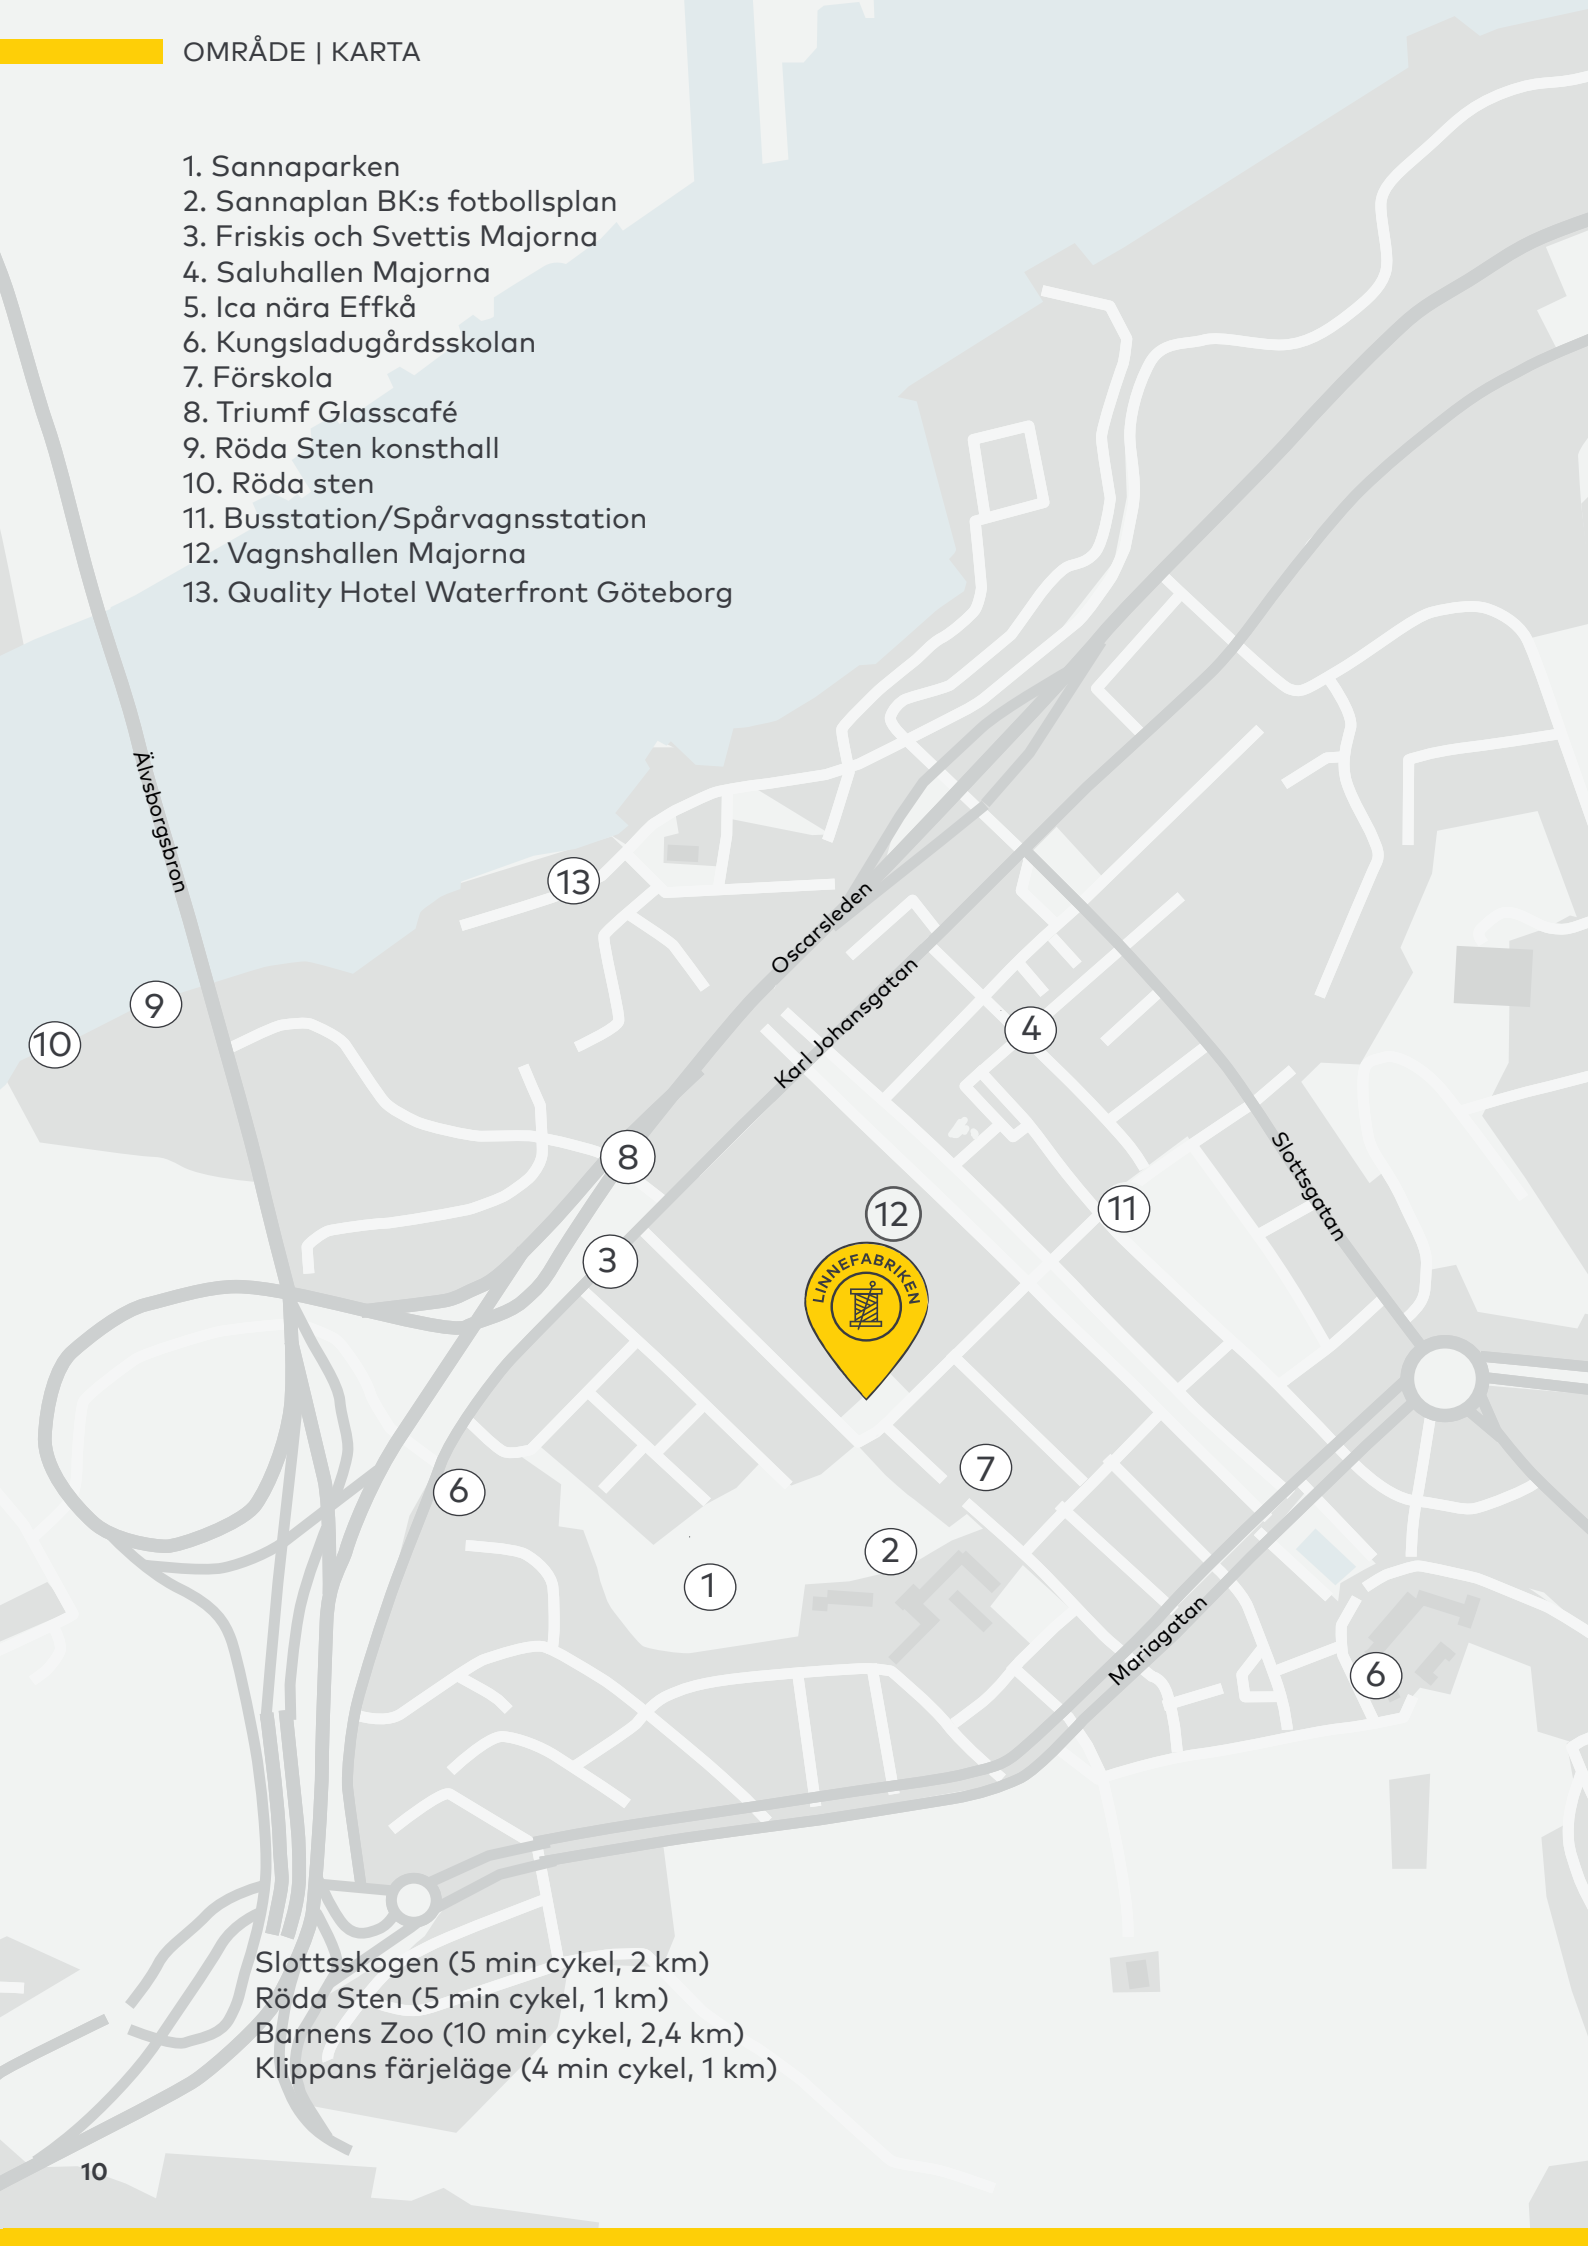 OMRÅDE | KARTA
1. Sannaparken
2. Sannaplan BK:s fotbollsplan
3. Friskis och Svettis Majorna
4. Saluhallen Majorna
5. Ica nära Effkå
6. Kungsladugårdsskolan
7. Förskola
8. Triumf Glasscafé
9. Röda Sten konsthall
10. Röda sten
11. Busstation/Spårvagnsstation
12. Vagnshallen Majorna
13. Quality Hotel Waterfront Göteborg
Älvsborgsbron
13
Oscarsleden
Karl Johansgatan
9
10
4
8
Slottsgatan
12
11
3
LINNEFABRIKEN
7
6
2
1
Mariagatan
6
Slottsskogen (5 min cykel, 2 km)
Röda Sten (5 min cykel, 1 km)
Barnens Zoo (10 min cykel, 2,4 km)
Klippans färjeläge (4 min cykel, 1 km)
10